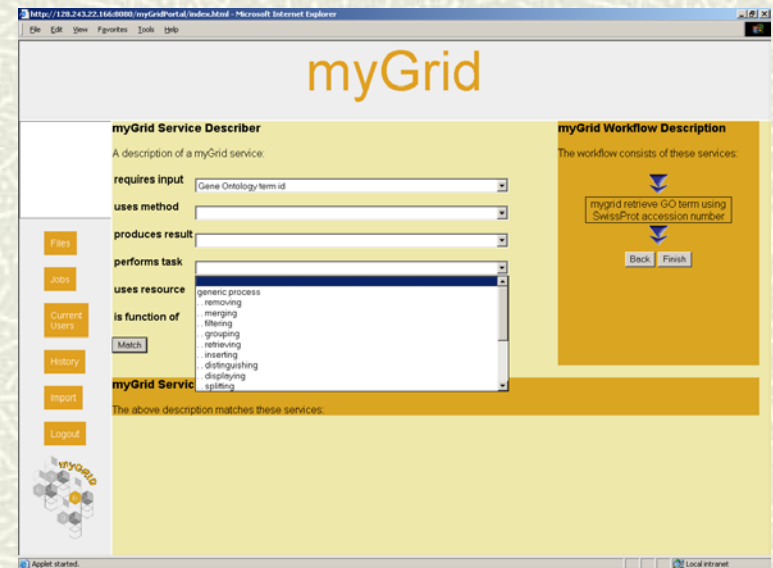 http://128.243.22.166:8080/myGridPortal/index.html - Microsoft Internet Explorer
File Edit View Favorites Tools Help
myGrid
myGrid Service Describer
A description of a myGrid service:
requires input
Gene Ontology term id
uses method
produces result
performs task
uses resource
generic process
. . removing
. . merging
. . filtering
. . grouping
. . retrieving
. . inserting
. . distinguishing
. . displaying
. . splitting
is function of
Match
myGrid Servic
The above description matches these services:
myGrid Workflow Description
The workflow consists of these services:
mygrid retrieve GO term using
SwissProt accession number
Back Finish
Files
Jobs
Current
Users
History
Import
Logout
myGRID
Applet started.
Local intranet